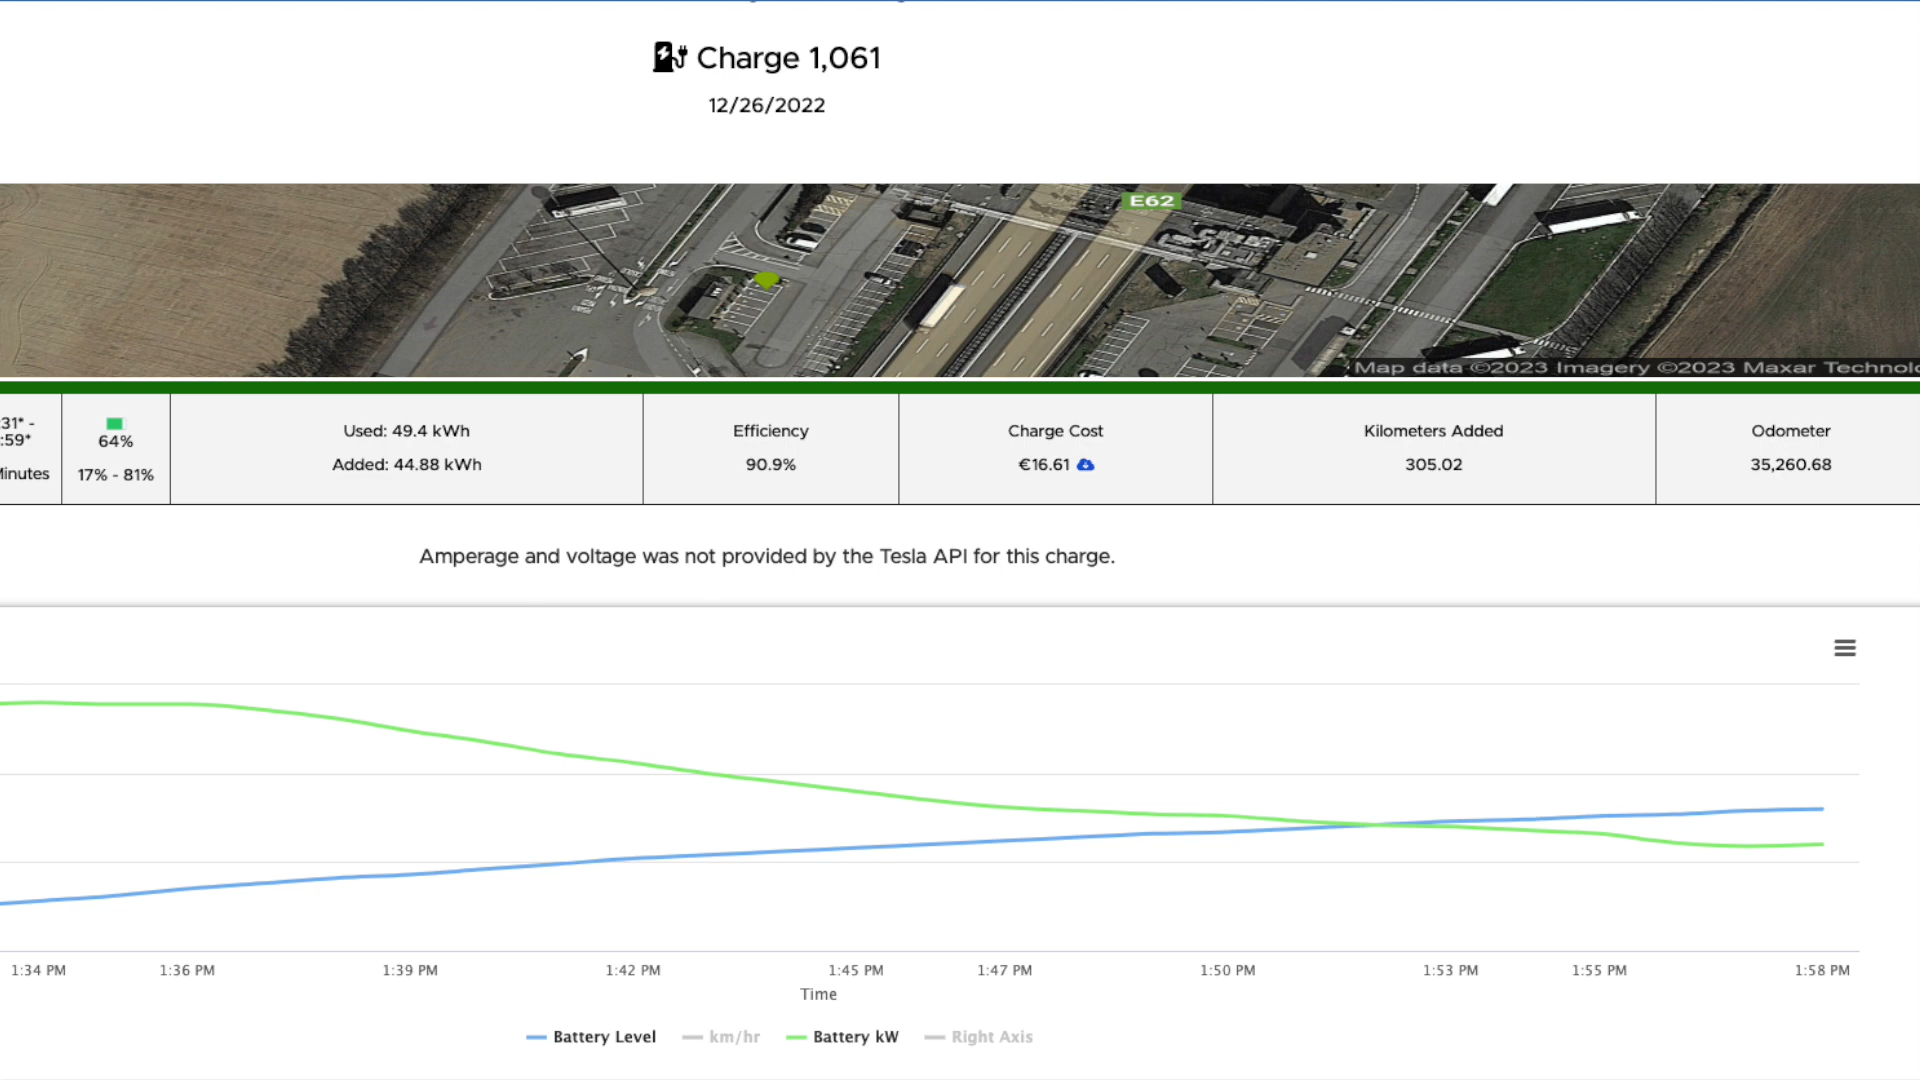 Charge 1,061
12/26/2022
E62
Map data ©2023 Imagery ©2023 Maxar Technolo
:31* -
:59*
Minutes
64%
17% - 81%
Used: 49.4 kWh
Added: 44.88 kWh
Efficiency
90.9%
Charge Cost
€16.61
Kilometers Added
305.02
Odometer
35,260.68
Amperage and voltage was not provided by the Tesla API for this charge.
1:34 PM 1:36 PM 1:39 PM 1:42 PM 1:45 PM 1:47 PM 1:50 PM 1:53 PM 1:55 PM 1:58 PM
Time
Battery Level km/hr Battery kW Right Axis